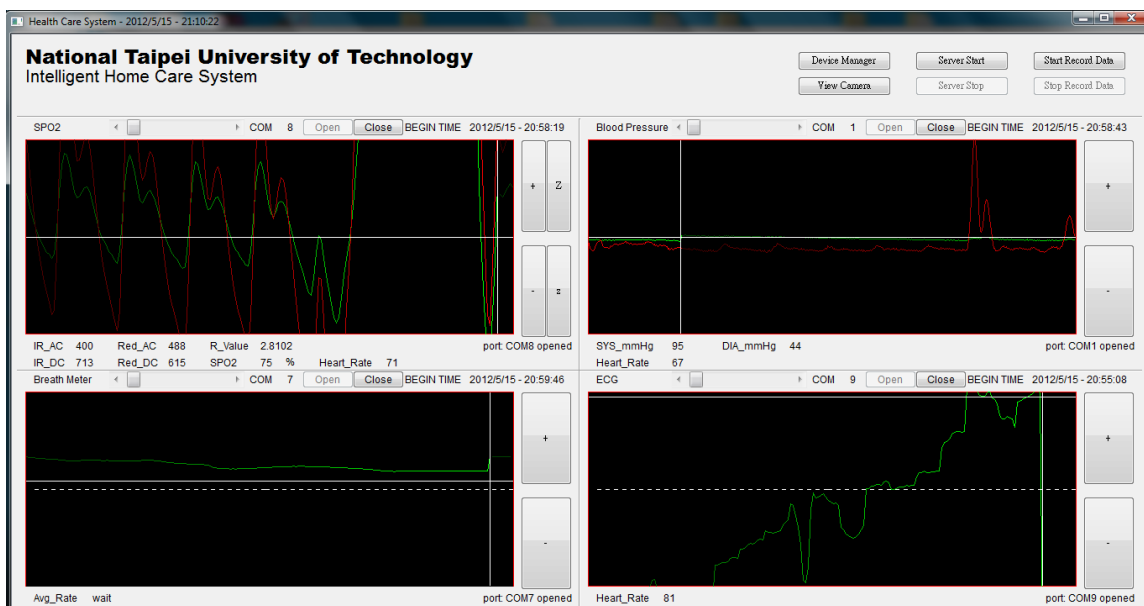 Health Care System - 2012/5/15 - 21:10:22
National Taipei University of Technology
Intelligent Home Care System
Device Manager Server Start Start Record Data
View Camera Server Stop Stop Record Data
SPO2 COM 8 Open Close BEGIN TIME 2012/5/15 - 20:58:19
+ Z
- z
IR_AC 400 Red_AC 488 R_Value 2.8102 port: COM8 opened
IR_DC 713 Red_DC 615 SPO2 75 % Heart_Rate 71
Blood Pressure COM 1 Open Close BEGIN TIME 2012/5/15 - 20:58:43
+
-
SYS_mmHg 95 DIA_mmHg 44 port: COM1 opened
Heart_Rate 67
Breath Meter COM 7 Open Close BEGIN TIME 2012/5/15 - 20:59:46
+
-
Avg_Rate wait port: COM7 opened
ECG COM 9 Open Close BEGIN TIME 2012/5/15 - 20:55:08
+
-
Heart_Rate 81 port: COM9 opened